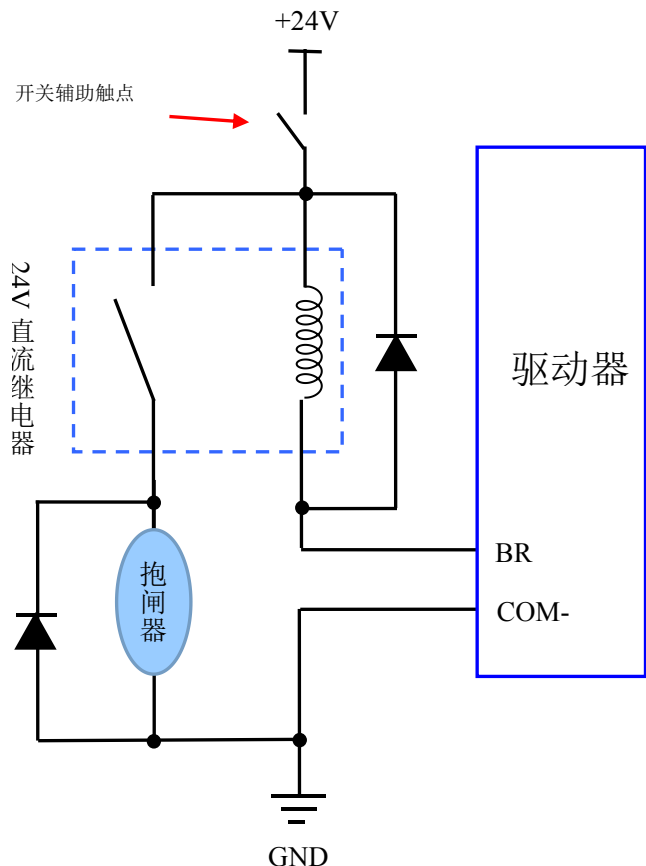 +24V
开关辅助触点
24V 直流继电器
驱动器
BR
抱闸器
COM-
GND